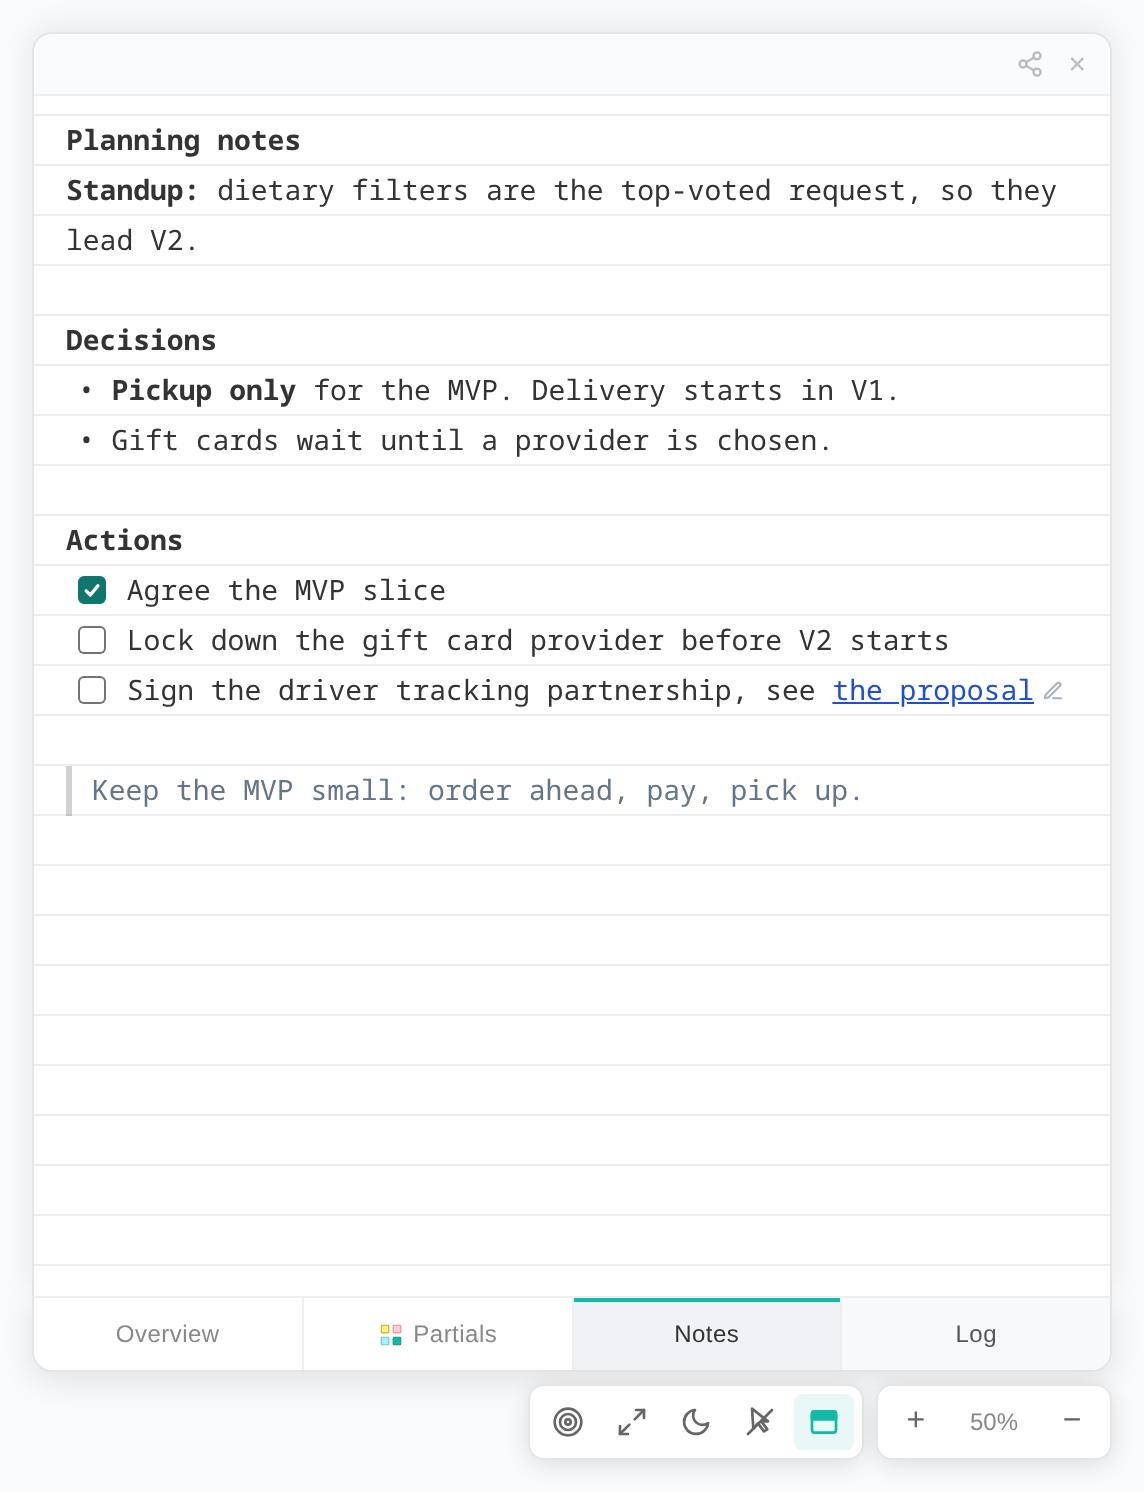 Planning notes
Standup: dietary filters are the top-voted request, so they
lead V2.
Decisions
• Pickup only for the MVP. Delivery starts in V1.
• Gift cards wait until a provider is chosen.
Actions
Agree the MVP slice
Lock down the gift card provider before V2 starts
Sign the driver tracking partnership, see the proposal
Keep the MVP small: order ahead, pay, pick up.
Overview Partials Notes Log
+ 50% −